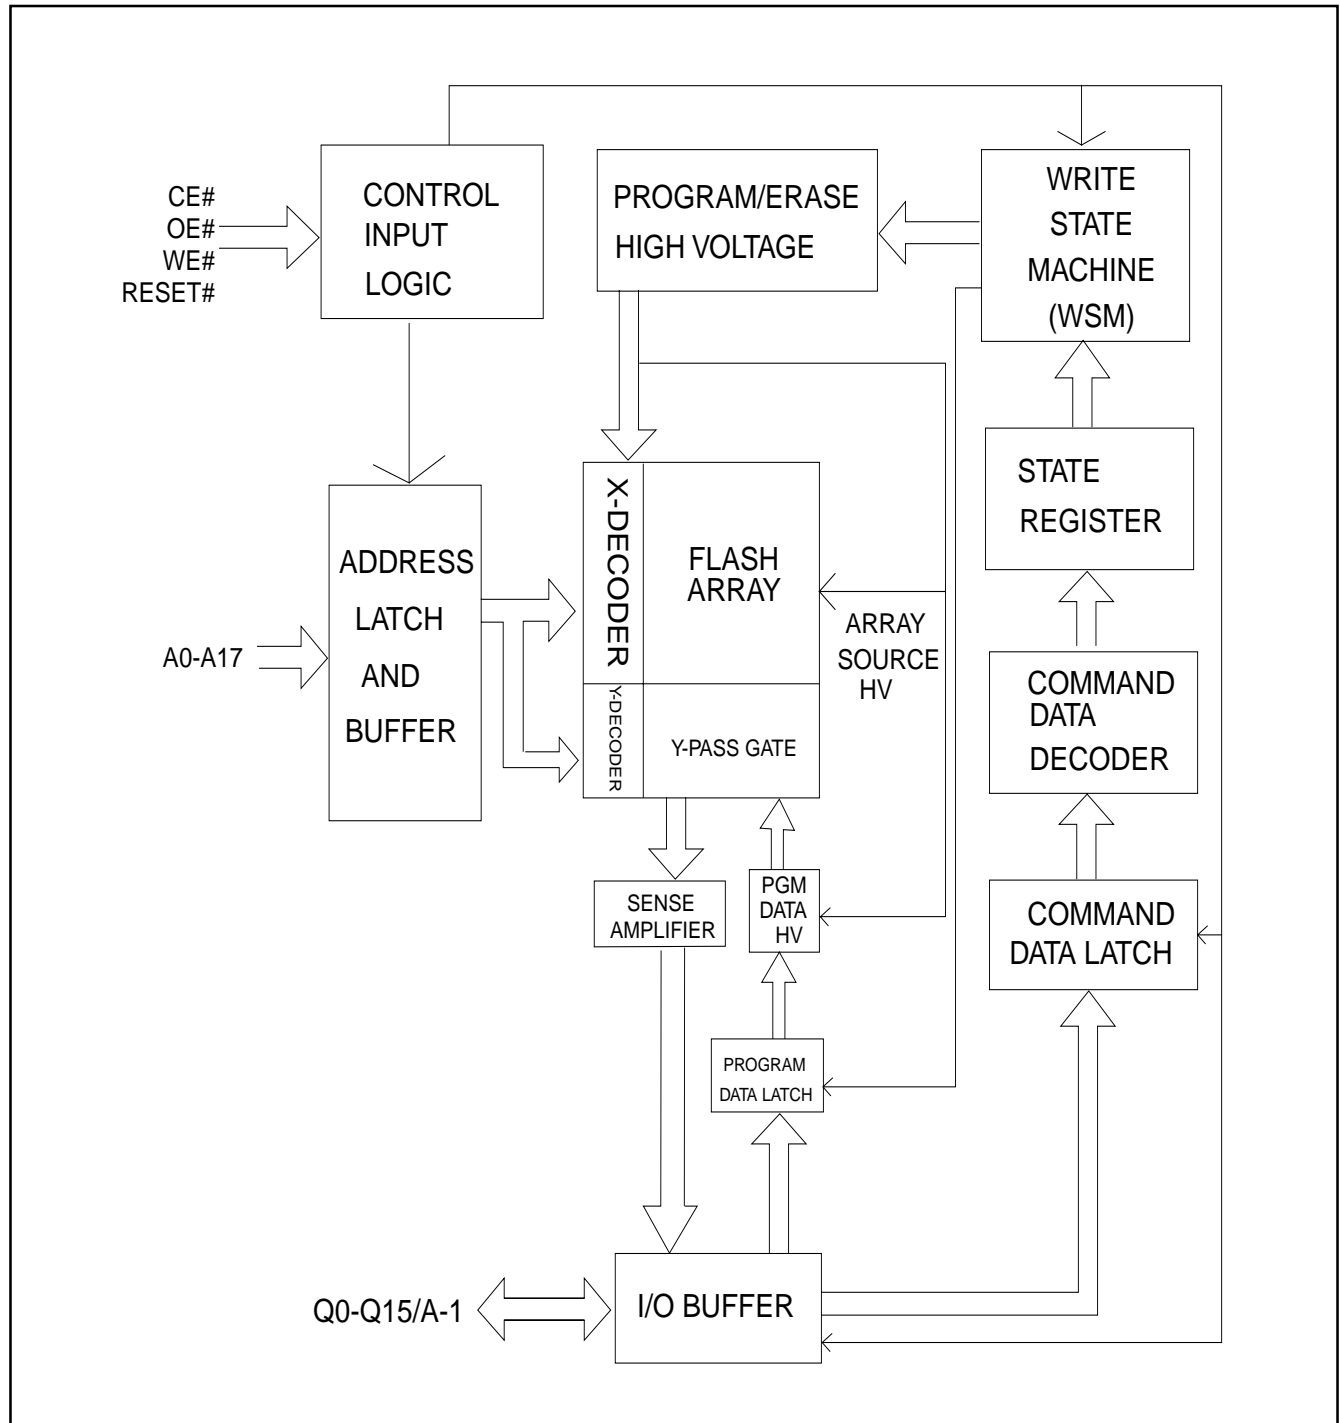 CE#
OE#
WE#
RESET#
CONTROL
INPUT
LOGIC
PROGRAM/ERASE
HIGH VOLTAGE
WRITE
STATE
MACHINE
(WSM)
STATE
REGISTER
ADDRESS
LATCH
AND
BUFFER
A0-A17
X-DECODER
FLASH
ARRAY
ARRAY
SOURCE
HV
Y-DECODER
Y-PASS GATE
COMMAND
DATA
DECODER
SENSE
AMPLIFIER
PGM
DATA
HV
COMMAND
DATA LATCH
PROGRAM
DATA LATCH
Q0-Q15/A-1
I/O BUFFER